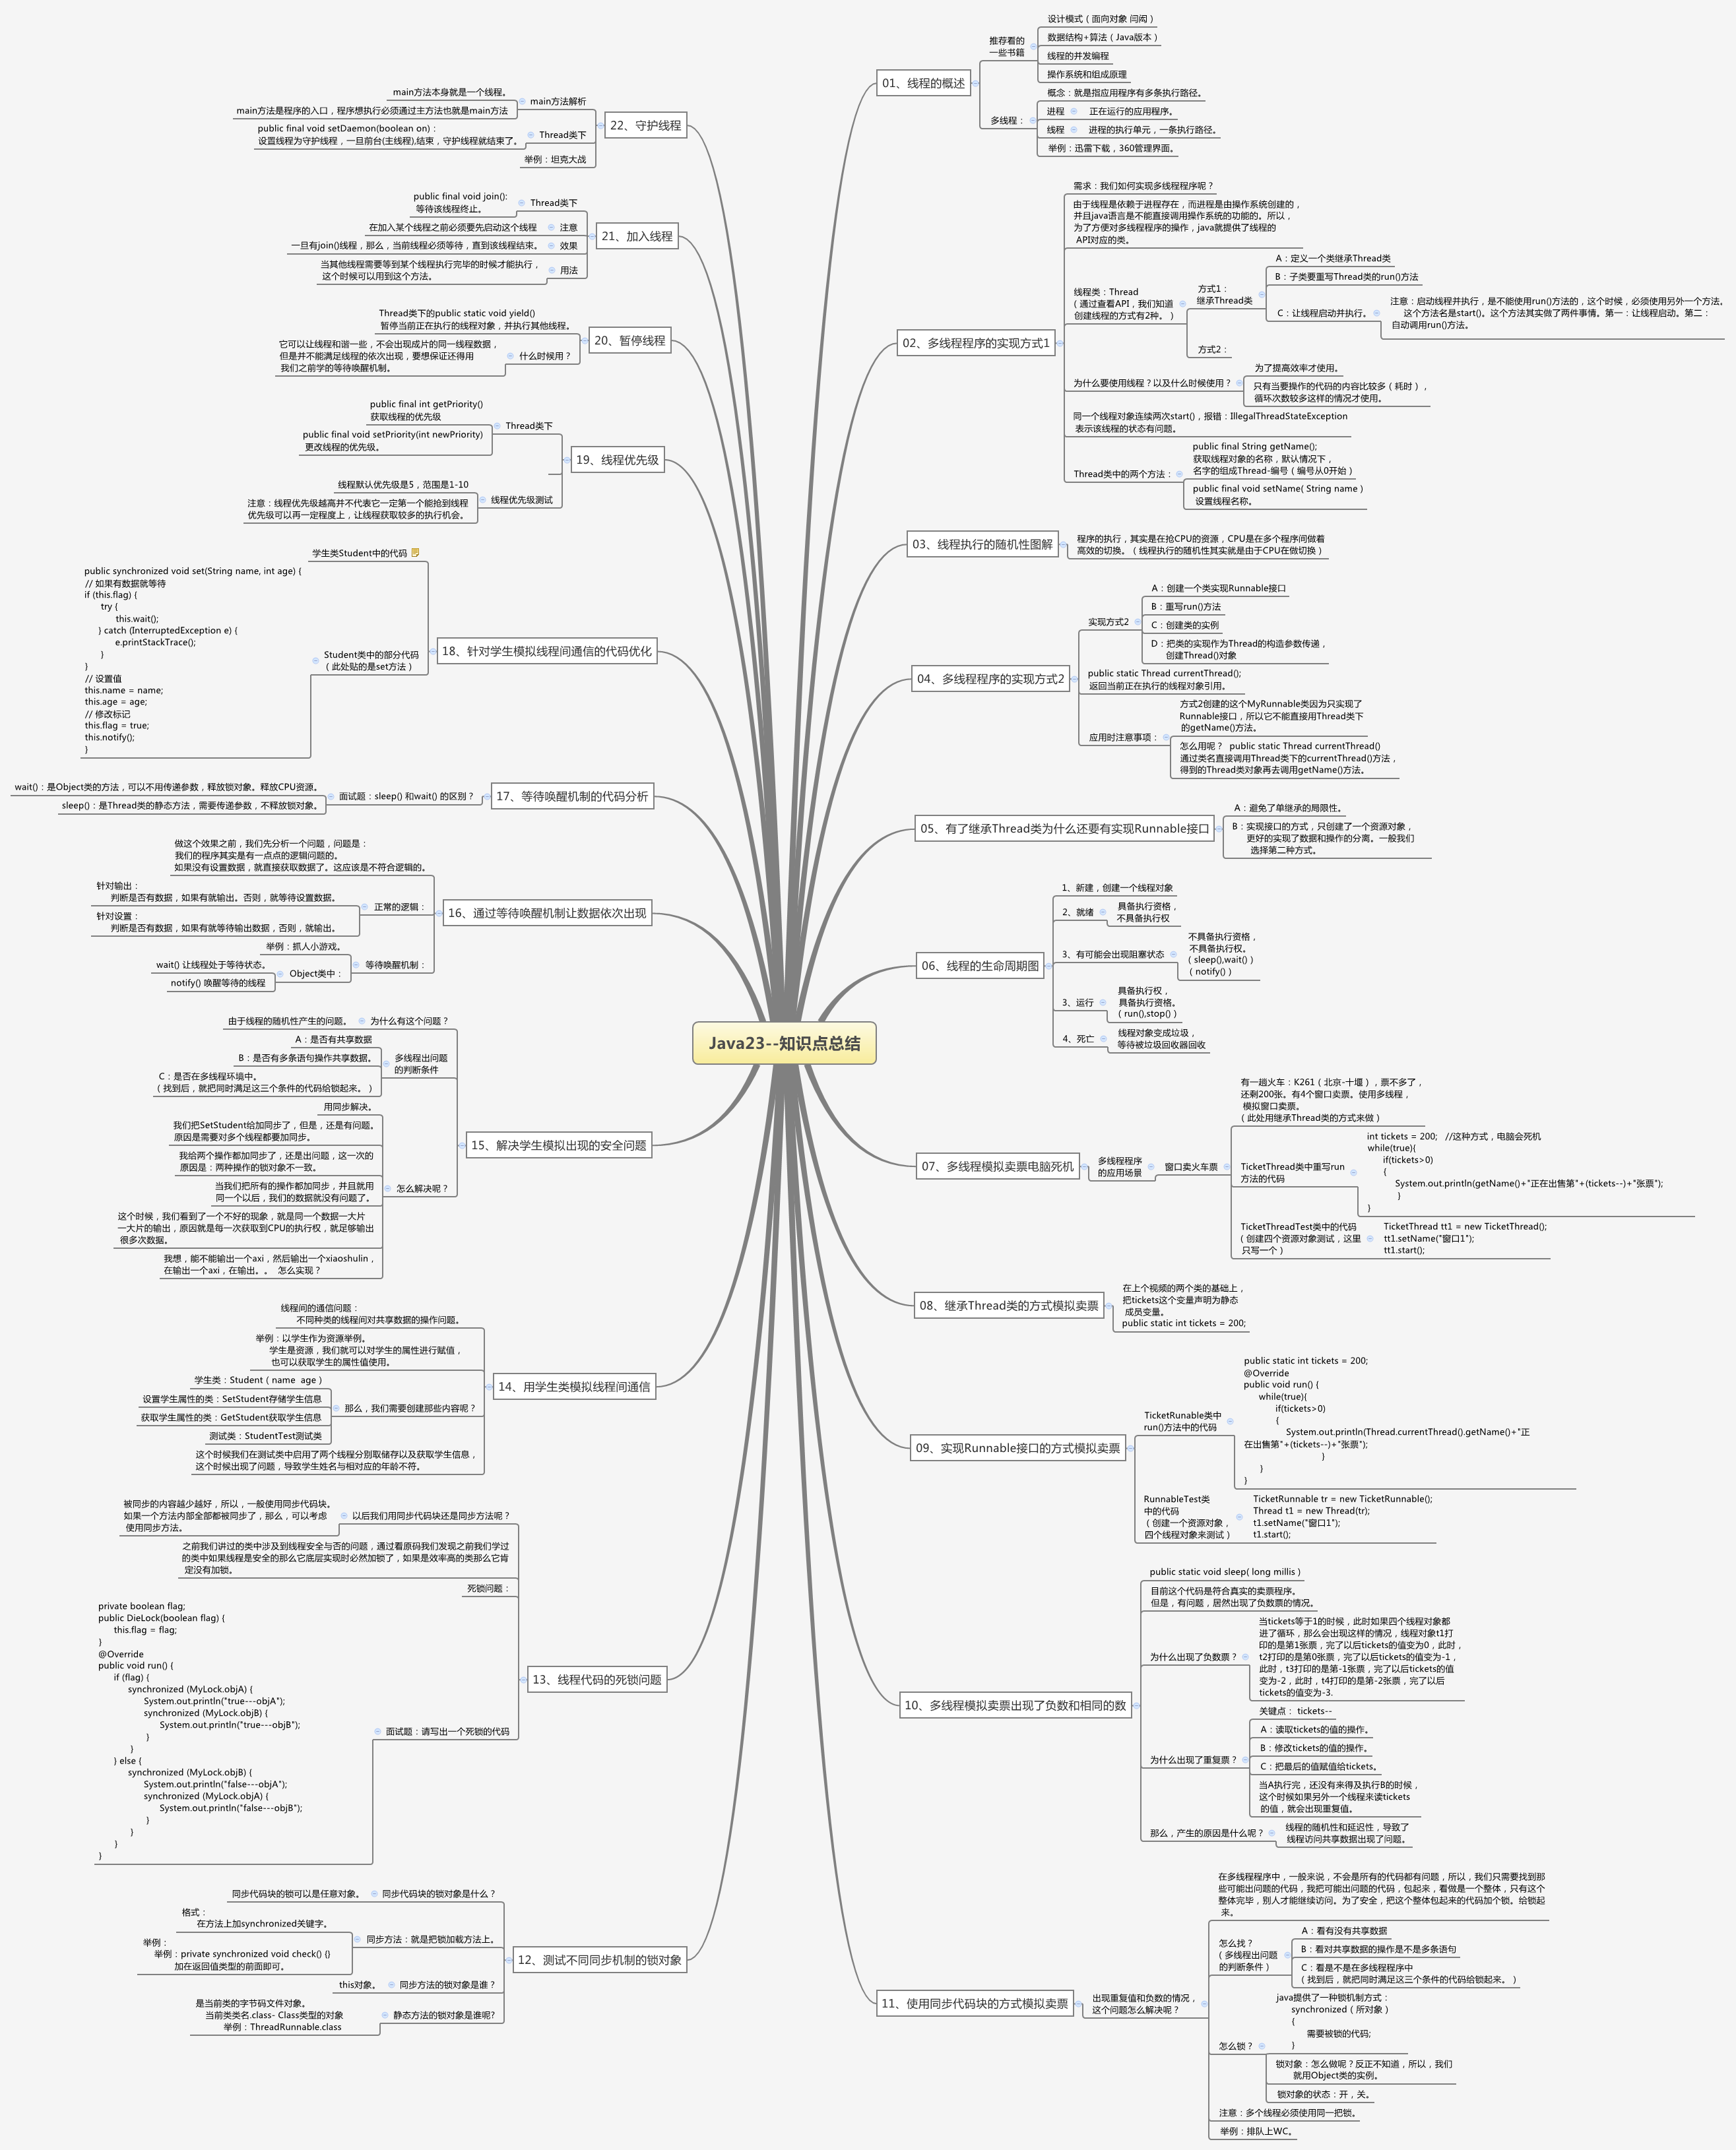 Java23--知识点总结
01、线程的概述
推荐看的
一些书籍
设计模式（面向对象 闫闳）
数据结构+算法（Java版本）
线程的并发编程
操作系统和组成原理
多线程：
概念：就是指应用程序有多条执行路径。
进程
正在运行的应用程序。
线程
进程的执行单元，一条执行路径。
举例：迅雷下载，360管理界面。
02、多线程程序的实现方式1
需求：我们如何实现多线程程序呢？
由于线程是依赖于进程存在，而进程是由操作系统创建的，
并且java语言是不能直接调用操作系统的功能的。所以，
为了方便对多线程程序的操作，java就提供了线程的
API对应的类。
线程类：Thread
（通过查看API，我们知道
创建线程的方式有2种。）
方式1：
继承Thread类
A：定义一个类继承Thread类
B：子类要重写Thread类的run()方法
C：让线程启动并执行。
注意：启动线程并执行，是不能使用run()方法的，这个时候，必须使用另外一个方法。
这个方法名是start()。这个方法其实做了两件事情。第一：让线程启动。第二：
自动调用run()方法。
方式2：
为什么要使用线程？以及什么时候使用？
为了提高效率才使用。
只有当要操作的代码的内容比较多（耗时），
循环次数较多这样的情况才使用。
同一个线程对象连续两次start()，报错：IllegalThreadStateException
表示该线程的状态有问题。
Thread类中的两个方法：
public final String getName();
获取线程对象的名称，默认情况下，
名字的组成Thread-编号（编号从0开始）
public final void setName( String name )
设置线程名称。
03、线程执行的随机性图解
程序的执行，其实是在抢CPU的资源，CPU是在多个程序间做着
高效的切换。（线程执行的随机性其实就是由于CPU在做切换）
04、多线程程序的实现方式2
实现方式2
A：创建一个类实现Runnable接口
B：重写run()方法
C：创建类的实例
D：把类的实现作为Thread的构造参数传递，
创建Thread()对象
public static Thread currentThread();
返回当前正在执行的线程对象引用。
应用时注意事项：
方式2创建的这个MyRunnable类因为只实现了
Runnable接口，所以它不能直接用Thread类下
的getName()方法。
怎么用呢？ public static Thread currentThread()
通过类名直接调用Thread类下的currentThread()方法，
得到的Thread类对象再去调用getName()方法。
05、有了继承Thread类为什么还要有实现Runnable接口
A：避免了单继承的局限性。
B：实现接口的方式，只创建了一个资源对象，
更好的实现了数据和操作的分离。一般我们
选择第二种方式。
06、线程的生命周期图
1、新建，创建一个线程对象
2、就绪
具备执行资格，
不具备执行权
3、有可能会出现阻塞状态
不具备执行资格，
不具备执行权。
（sleep(),wait() ）
（ notify() ）
3、运行
具备执行权，
具备执行资格。
（ run(),stop() ）
4、死亡
线程对象变成垃圾，
等待被垃圾回收器回收
07、多线程模拟卖票电脑死机
多线程程序
的应用场景
窗口卖火车票
有一趟火车：K261（北京-十堰），票不多了，
还剩200张。有4个窗口卖票。使用多线程，
模拟窗口卖票。
（此处用继承Thread类的方式来做）
TicketThread类中重写run
方法的代码
int tickets = 200; //这种方式，电脑会死机
while(true){
if(tickets>0)
{
System.out.println(getName()+"正在出售第"+(tickets--)+"张票");
}
}
TicketThreadTest类中的代码
（创建四个资源对象测试，这里
只写一个）
TicketThread tt1 = new TicketThread();
tt1.setName("窗口1");
tt1.start();
08、继承Thread类的方式模拟卖票
在上个视频的两个类的基础上，
把tickets这个变量声明为静态
成员变量。
public static int tickets = 200;
09、实现Runnable接口的方式模拟卖票
TicketRunable类中
run()方法中的代码
public static int tickets = 200;
@Override
public void run() {
while(true){
if(tickets>0)
{
System.out.println(Thread.currentThread().getName()+"正
在出售第"+(tickets--)+"张票");
}
}
}
RunnableTest类
中的代码
（创建一个资源对象，
四个线程对象来测试）
TicketRunnable tr = new TicketRunnable();
Thread t1 = new Thread(tr);
t1.setName("窗口1");
t1.start();
10、多线程模拟卖票出现了负数和相同的数
public static void sleep( long millis )
目前这个代码是符合真实的卖票程序。
但是，有问题，居然出现了负数票的情况。
为什么出现了负数票？
当tickets等于1的时候，此时如果四个线程对象都
进了循环，那么会出现这样的情况，线程对象t1打
印的是第1张票，完了以后tickets的值变为0，此时，
t2打印的是第0张票，完了以后tickets的值变为-1，
此时，t3打印的是第-1张票，完了以后tickets的值
变为-2，此时，t4打印的是第-2张票，完了以后
tickets的值变为-3.
为什么出现了重复票？
关键点： tickets--
A：读取tickets的值的操作。
B：修改tickets的值的操作。
C：把最后的值赋值给tickets。
当A执行完，还没有来得及执行B的时候，
这个时候如果另外一个线程来读tickets
的值，就会出现重复值。
那么，产生的原因是什么呢？
线程的随机性和延迟性，导致了
线程访问共享数据出现了问题。
11、使用同步代码块的方式模拟卖票
出现重复值和负数的情况，
这个问题怎么解决呢？
在多线程程序中，一般来说，不会是所有的代码都有问题，所以，我们只需要找到那
些可能出问题的代码，我把可能出问题的代码，包起来，看做是一个整体，只有这个
整体完毕，别人才能继续访问。为了安全，把这个整体包起来的代码加个锁。给锁起
来。
怎么找？
（多线程出问题
的判断条件）
A：看有没有共享数据
B：看对共享数据的操作是不是多条语句
C：看是不是在多线程程序中
（找到后，就把同时满足这三个条件的代码给锁起来。）
怎么锁？
java提供了一种锁机制方式：
synchronized（所对象）
{
需要被锁的代码;
}
锁对象：怎么做呢？反正不知道，所以，我们
就用Object类的实例。
锁对象的状态：开，关。
注意：多个线程必须使用同一把锁。
举例：排队上WC。
22、守护线程
main方法解析
main方法本身就是一个线程。
main方法是程序的入口，程序想执行必须通过主方法也就是main方法
Thread类下
public final void setDaemon(boolean on)：
设置线程为守护线程，一旦前台(主线程),结束，守护线程就结束了。
举例：坦克大战
21、加入线程
Thread类下
public final void join():
等待该线程终止。
注意
在加入某个线程之前必须要先启动这个线程
效果
一旦有join()线程，那么，当前线程必须等待，直到该线程结束。
用法
当其他线程需要等到某个线程执行完毕的时候才能执行，
这个时候可以用到这个方法。
20、暂停线程
Thread类下的public static void yield()
暂停当前正在执行的线程对象，并执行其他线程。
什么时候用？
它可以让线程和谐一些，不会出现成片的同一线程数据，
但是并不能满足线程的依次出现，要想保证还得用
我们之前学的等待唤醒机制。
19、线程优先级
Thread类下
public final int getPriority()
获取线程的优先级
public final void setPriority(int newPriority)
更改线程的优先级。
线程优先级测试
线程默认优先级是5，范围是1-10
注意：线程优先级越高并不代表它一定第一个能抢到线程
优先级可以再一定程度上，让线程获取较多的执行机会。
18、针对学生模拟线程间通信的代码优化
学生类Student中的代码
Student类中的部分代码
（此处贴的是set方法）
public synchronized void set(String name, int age) {
// 如果有数据就等待
if (this.flag) {
try {
this.wait();
} catch (InterruptedException e) {
e.printStackTrace();
}
}
// 设置值
this.name = name;
this.age = age;
// 修改标记
this.flag = true;
this.notify();
}
17、等待唤醒机制的代码分析
面试题：sleep() 和wait() 的区别？
wait()：是Object类的方法，可以不用传递参数，释放锁对象。释放CPU资源。
sleep()：是Thread类的静态方法，需要传递参数，不释放锁对象。
16、通过等待唤醒机制让数据依次出现
做这个效果之前，我们先分析一个问题，问题是：
我们的程序其实是有一点点的逻辑问题的。
如果没有设置数据，就直接获取数据了。这应该是不符合逻辑的。
正常的逻辑：
针对输出：
判断是否有数据，如果有就输出。否则，就等待设置数据。
针对设置：
判断是否有数据，如果有就等待输出数据，否则，就输出。
等待唤醒机制：
举例：抓人小游戏。
Object类中：
wait() 让线程处于等待状态。
notify() 唤醒等待的线程
15、解决学生模拟出现的安全问题
为什么有这个问题？
由于线程的随机性产生的问题。
多线程出问题
的判断条件
A：是否有共享数据
B：是否有多条语句操作共享数据。
C：是否在多线程环境中。
（找到后，就把同时满足这三个条件的代码给锁起来。）
怎么解决呢？
用同步解决。
我们把SetStudent给加同步了，但是，还是有问题。
原因是需要对多个线程都要加同步。
我给两个操作都加同步了，还是出问题，这一次的
原因是：两种操作的锁对象不一致。
当我们把所有的操作都加同步，并且就用
同一个以后，我们的数据就没有问题了。
这个时候，我们看到了一个不好的现象，就是同一个数据一大片
一大片的输出，原因就是每一次获取到CPU的执行权，就足够输出
很多次数据。
我想，能不能输出一个axi，然后输出一个xiaoshulin，
在输出一个axi，在输出。。 怎么实现？
14、用学生类模拟线程间通信
线程间的通信问题：
不同种类的线程间对共享数据的操作问题。
举例：以学生作为资源举例。
学生是资源，我们就可以对学生的属性进行赋值，
也可以获取学生的属性值使用。
那么，我们需要创建那些内容呢？
学生类：Student（ name age ）
设置学生属性的类：SetStudent存储学生信息
获取学生属性的类：GetStudent获取学生信息
测试类：StudentTest测试类
这个时候我们在测试类中启用了两个线程分别取储存以及获取学生信息，
这个时候出现了问题，导致学生姓名与相对应的年龄不符。
13、线程代码的死锁问题
以后我们用同步代码块还是同步方法呢？
被同步的内容越少越好，所以，一般使用同步代码块。
如果一个方法内部全部都被同步了，那么，可以考虑
使用同步方法。
之前我们讲过的类中涉及到线程安全与否的问题，通过看原码我们发现之前我们学过
的类中如果线程是安全的那么它底层实现时必然加锁了，如果是效率高的类那么它肯
定没有加锁。
死锁问题：
面试题：请写出一个死锁的代码
private boolean flag;
public DieLock(boolean flag) {
this.flag = flag;
}
@Override
public void run() {
if (flag) {
synchronized (MyLock.objA) {
System.out.println("true---objA");
synchronized (MyLock.objB) {
System.out.println("true---objB");
}
}
} else {
synchronized (MyLock.objB) {
System.out.println("false---objA");
synchronized (MyLock.objA) {
System.out.println("false---objB");
}
}
}
}
12、测试不同同步机制的锁对象
同步代码块的锁对象是什么？
同步代码块的锁可以是任意对象。
同步方法：就是把锁加载方法上。
格式：
在方法上加synchronized关键字。
举例：
举例：private synchronized void check() {}
加在返回值类型的前面即可。
同步方法的锁对象是谁？
this对象。
静态方法的锁对象是谁呢?
是当前类的字节码文件对象。
当前类类名.class- Class类型的对象
举例：ThreadRunnable.class